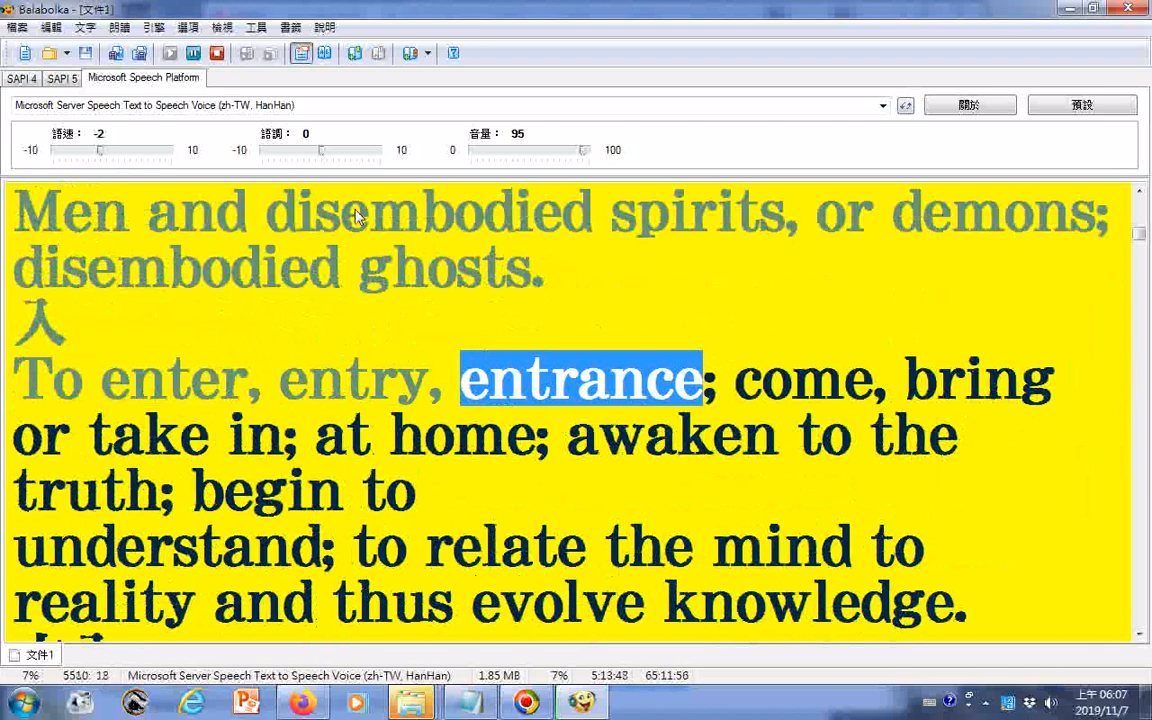 Balabolka - [文件1]
檔案 編輯 文字 朗讀 引擎 選項 檢視 工具 書籤 說明
SAPI 4 SAPI 5 Microsoft Speech Platform
Microsoft Server Speech Text to Speech Voice (zh-TW, HanHan) 關於 預設
語速: -2 語調: 0 音量: 95
-10 10 -10 10 0 100
Men and disembodied spirits, or demons;
disembodied ghosts.
入
To enter, entry, entrance; come, bring
or take in; at home; awaken to the
truth; begin to
understand; to relate the mind to
reality and thus evolve knowledge.
文件1
7% 5510: 18 Microsoft Server Speech Text to Speech Voice (zh-TW, HanHan) 1.85 MB 7% 5:13:48 65:11:56
上午 06:07
2019/11/7